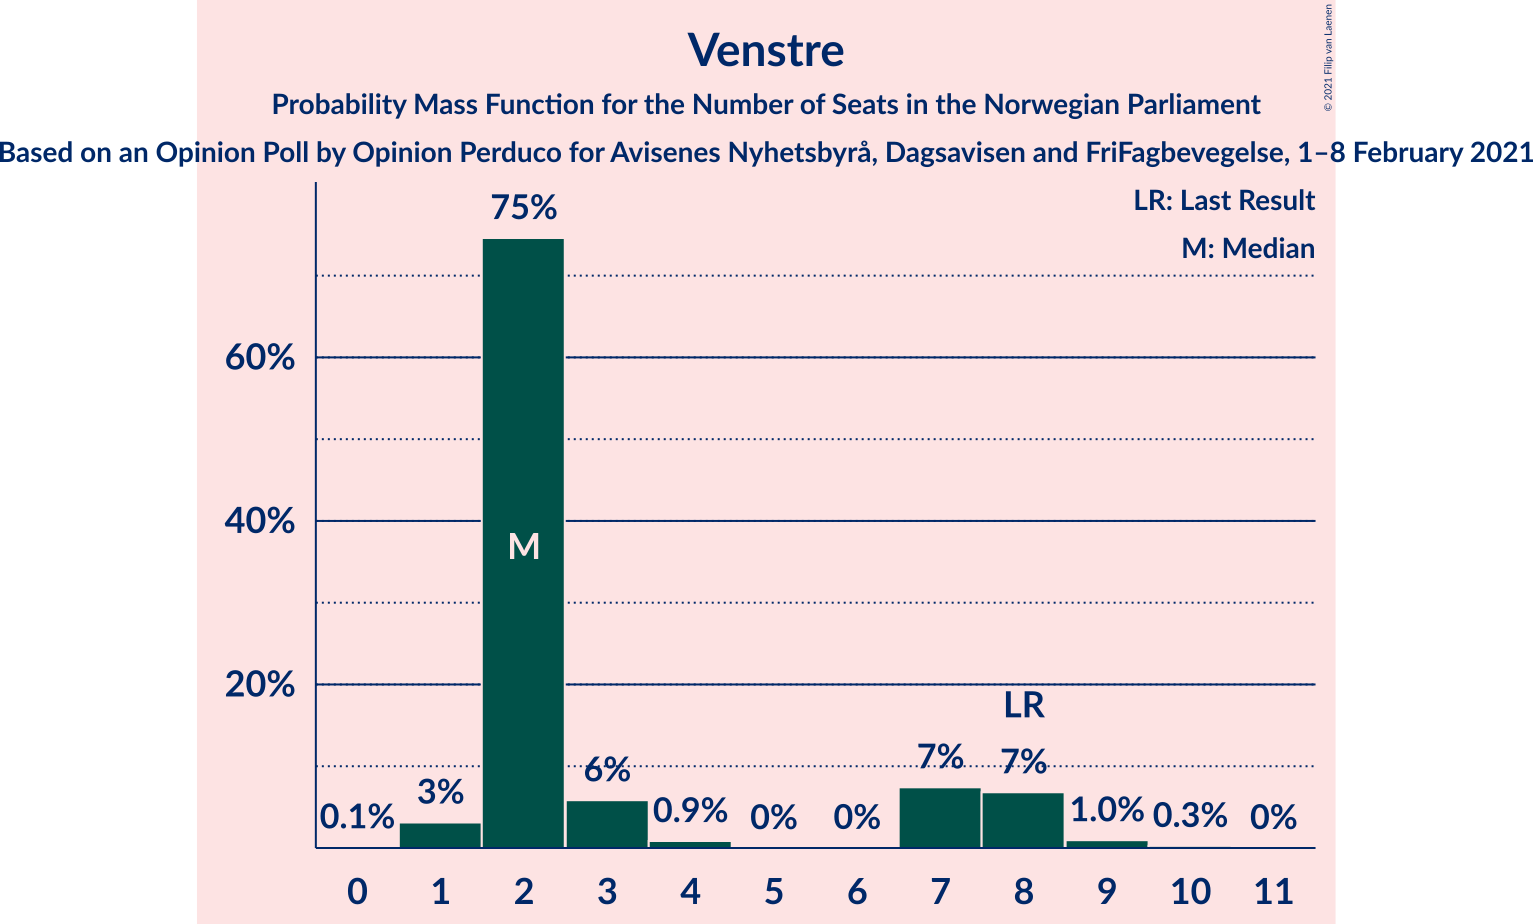 Venstre
Probability Mass Function for the Number of Seats in the Norwegian Parliament
Based on an Opinion Poll by Opinion Perduco for Avisenes Nyhetsbyrå, Dagsavisen and FriFagbevegelse, 1–8 February 2021
© 2021 Filip van Laenen
LR: Last Result
M: Median
75%
60%
40%
M
20%
LR
7%
7%
6%
3%
0.1%
0.9%
0%
0%
1.0%
0.3%
0%
0 1 2 3 4 5 6 7 8 9 10 11